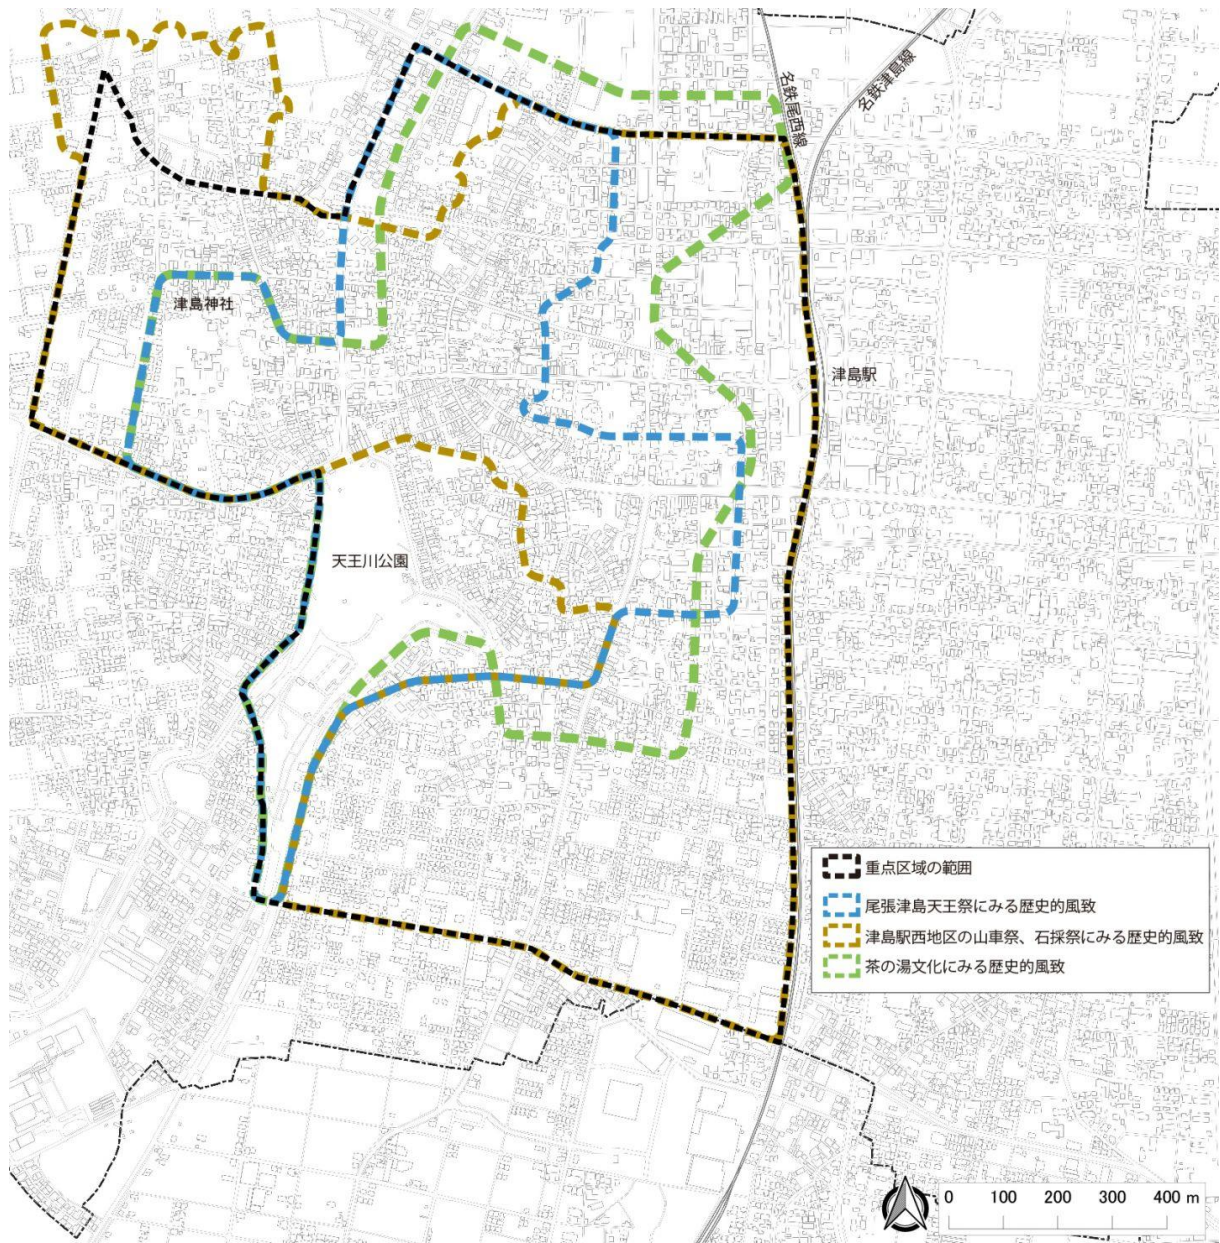 名鉄尾西線
名鉄津島線
津島神社
津島駅
天王川公園
重点区域の範囲
尾張津島天王祭にみる歴史的風致
津島駅西地区の山車祭、石採祭にみる歴史的風致
茶の湯文化にみる歴史的風致
0 100 200 300 400 m